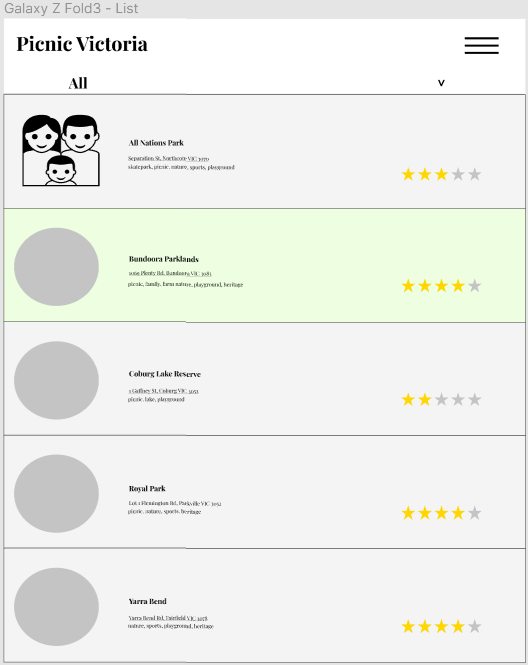 Galaxy Z Fold3 - List
Picnic Victoria
All
v
All Nations Park
Separation St, Northcote VIC 3070
skatepark, picnic, nature, sports, playground
Bundoora Parklands
Plenty Rd, Bundoora VIC 3083
picnic, family, farm nature, playground, heritage
Coburg Lake Reserve
1 Gaffney St, Coburg VIC
picnic, lake, playground
Royal Park
Lot 1 Flemington Rd, Parkville VIC 3052
picnic, nature, sports, heritage
Yarra Bend
Yarra Bend Rd, Fairfield VIC 3078
nature, sports, playground, heritage